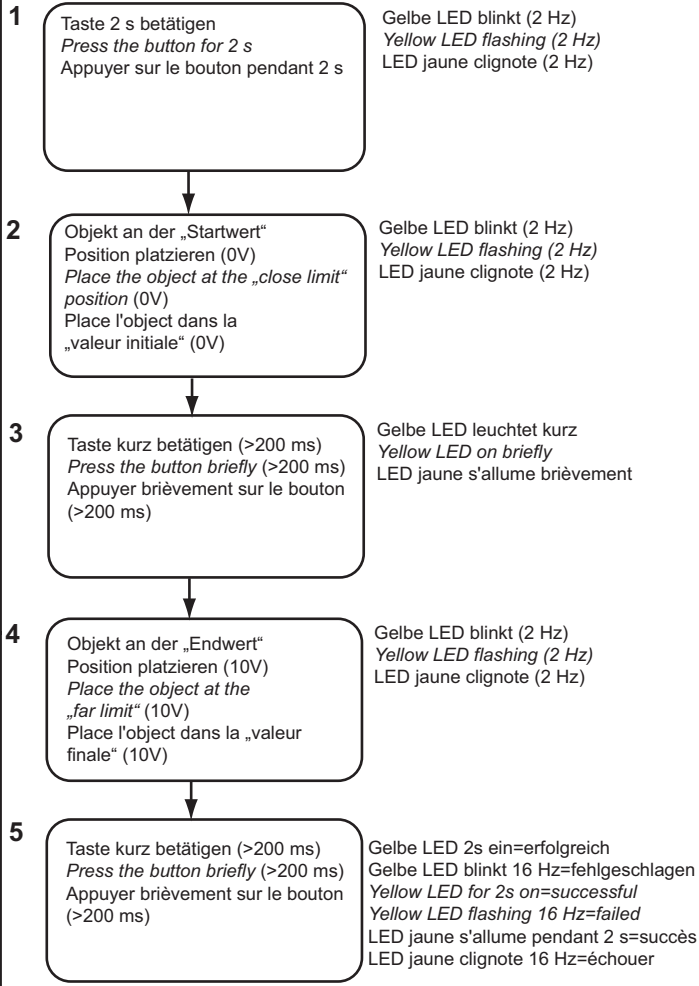 1
Taste 2 s betätigen
Press the button for 2 s
Appuyer sur le bouton pendant 2 s
Gelbe LED blinkt (2 Hz)
Yellow LED flashing (2 Hz)
LED jaune clignote (2 Hz)
2
Objekt an der „Startwert“
Position platzieren (0V)
Place the object at the „close limit“
position (0V)
Place l'object dans la
„valeur initiale“ (0V)
Gelbe LED blinkt (2 Hz)
Yellow LED flashing (2 Hz)
LED jaune clignote (2 Hz)
3
Taste kurz betätigen (>200 ms)
Press the button briefly (>200 ms)
Appuyer brièvement sur le bouton
(>200 ms)
Gelbe LED leuchtet kurz
Yellow LED on briefly
LED jaune s'allume brièvement
4
Objekt an der „Endwert“
Position platzieren (10V)
Place the object at the
„far limit“ (10V)
Place l'object dans la „valeur
finale“ (10V)
Gelbe LED blinkt (2 Hz)
Yellow LED flashing (2 Hz)
LED jaune clignote (2 Hz)
5
Taste kurz betätigen (>200 ms)
Press the button briefly (>200 ms)
Appuyer brièvement sur le bouton
(>200 ms)
Gelbe LED 2s ein=erfolgreich
Gelbe LED blinkt 16 Hz=fehlgeschlagen
Yellow LED for 2s on=successful
Yellow LED flashing 16 Hz=failed
LED jaune s'allume pendant 2 s=succès
LED jaune clignote 16 Hz=échouer